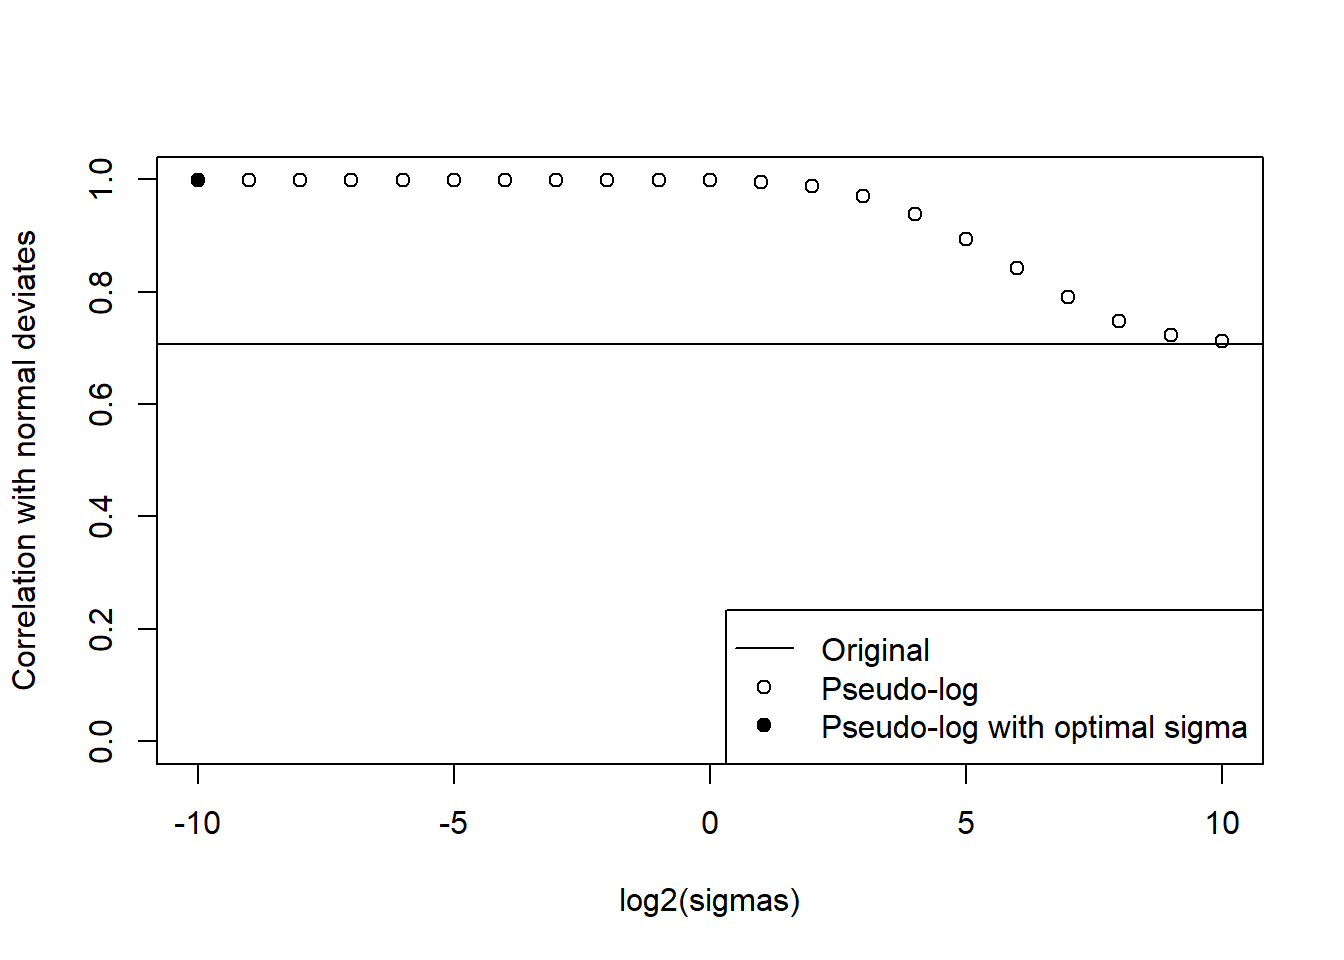 Correlation with normal deviates
1.0
0.8
0.6
0.4
0.2
0.0
Original
Pseudo-log
Pseudo-log with optimal sigma
-10
-5
0
5
10
log2(sigmas)